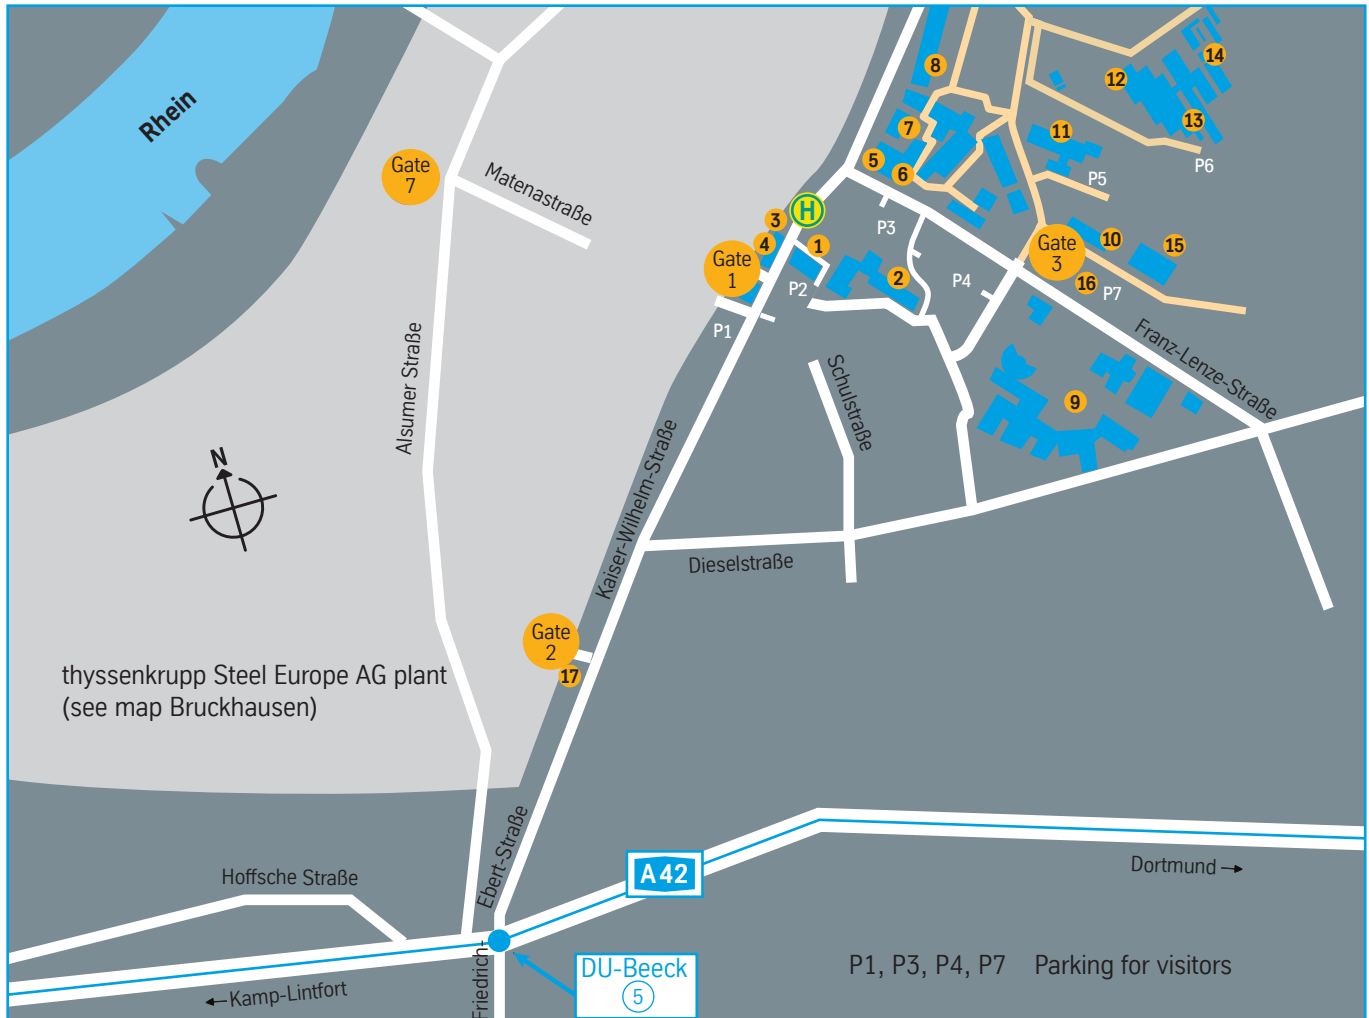 Rhein
8
14
12
13
7
11
5
6
P6
P5
Gate
7
Matenastraße
H
3
4
1
P3
Gate
3
10
15
Gate
1
2
P2
P4
16
P7
P1
Franz-Lenze-Straße
Alsumer Straße
Schulstraße
9
N
Kaiser-Wilhelm-Straße
Dieselstraße
Gate
2
17
thyssenkrupp Steel Europe AG plant
(see map Bruckhausen)
Friedrich-
Ebert-Straße
A 42
Dortmund →
Hoffsche Straße
DU-Beeck
5
P1, P3, P4, P7 Parking for visitors
← Kamp-Lintfort